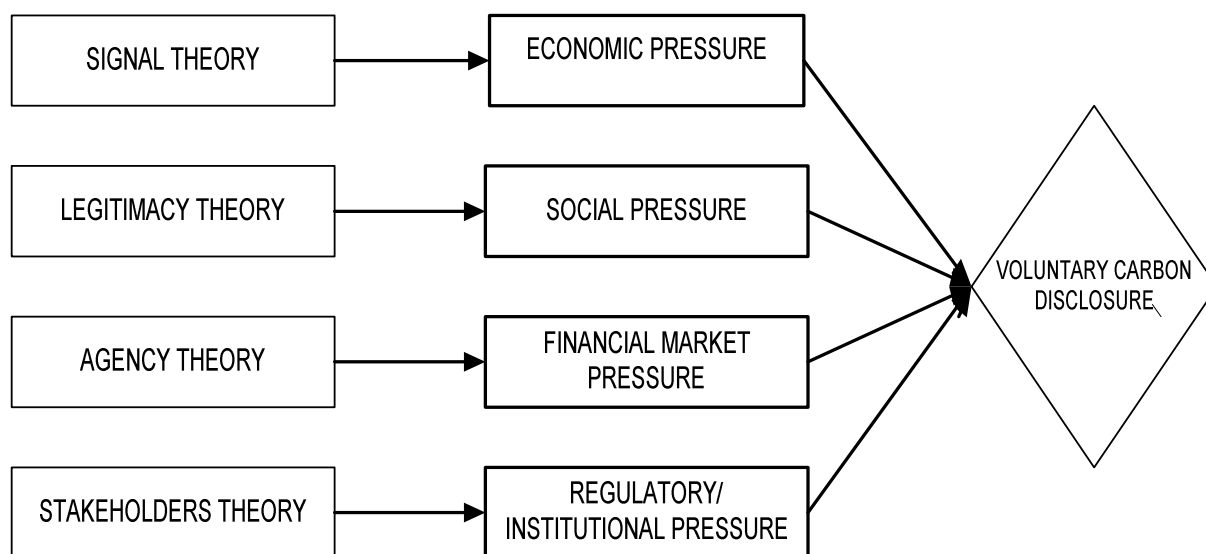 SIGNAL THEORY
ECONOMIC PRESSURE
LEGITIMACY THEORY
SOCIAL PRESSURE
AGENCY THEORY
FINANCIAL MARKET
PRESSURE
STAKEHOLDERS THEORY
REGULATORY/
INSTITUTIONAL PRESSURE
VOLUNTARY CARBON
DISCLOSURE